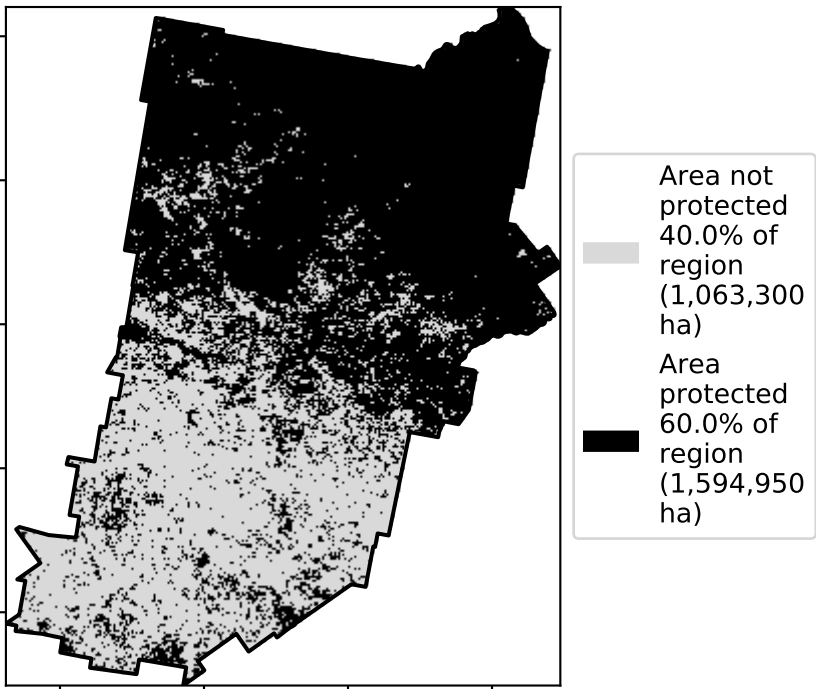 Area not
protected
40.0% of
region
(1,063,300
ha)
Area
protected
60.0% of
region
(1,594,950
ha)